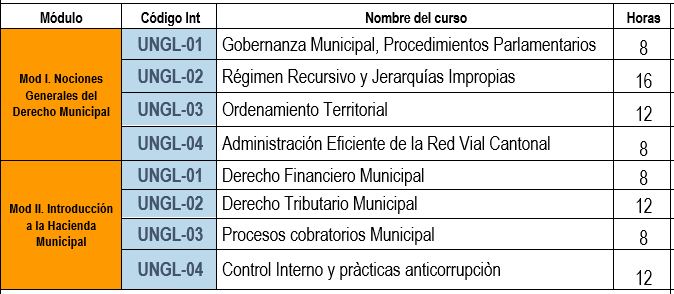 Módulo Código Int Nombre del curso Horas
Mod I. Nociones
Generales del
Derecho Municipal
UNGL-01 Gobernanza Municipal, Procedimientos Parlamentarios 8
UNGL-02 Régimen Recursivo y Jerarquías Impropias 16
UNGL-03 Ordenamiento Territorial 12
UNGL-04 Administración Eficiente de la Red Vial Cantonal 8
Mod II. Introducción
a la Hacienda
Municipal
UNGL-01 Derecho Financiero Municipal 8
UNGL-02 Derecho Tributario Municipal 12
UNGL-03 Procesos cobratorios Municipal 8
UNGL-04 Control Interno y pràcticas anticorrupciòn 12